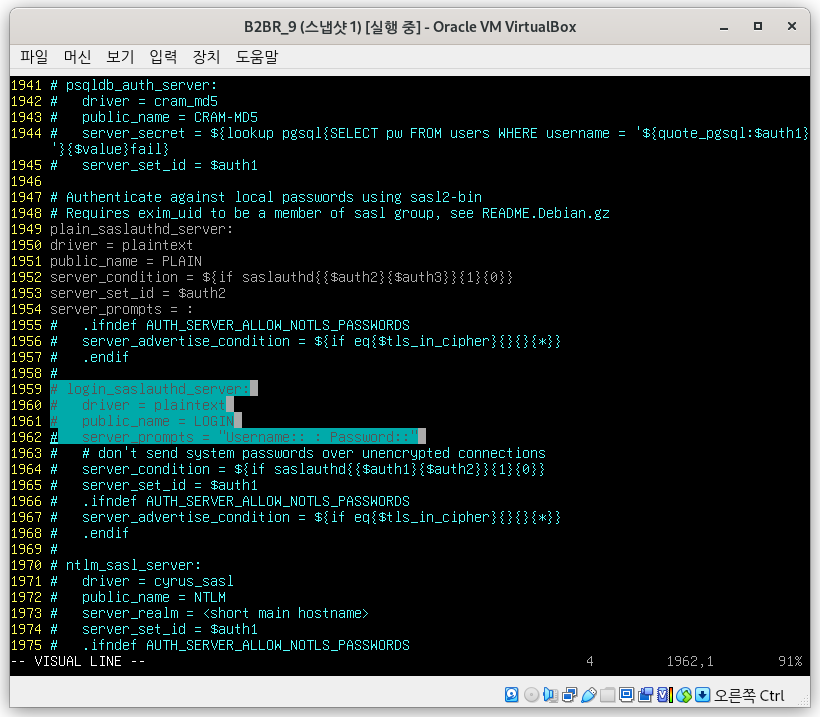 B2BR_9 (스냅샷 1) [실행 중] - Oracle VM VirtualBox
파일 머신 보기 입력 장치 도움말
1941 # psqldb_auth_server:
1942 #   driver = cram_md5
1943 #   public_name = CRAM-MD5
1944 #   server_secret = ${lookup pgsql{SELECT pw FROM users WHERE username = '${quote_pgsql:$auth1}
'}{$value}fail}
1945 #   server_set_id = $auth1
1946
1947 # Authenticate against local passwords using sasl2-bin
1948 # Requires exim_uid to be a member of sasl group, see README.Debian.gz
1949 plain_saslauthd_server:
1950 driver = plaintext
1951 public_name = PLAIN
1952 server_condition = ${if saslauthd{{$auth2}{$auth3}}{1}{0}}
1953 server_set_id = $auth2
1954 server_prompts = :
1955 #   .ifndef AUTH_SERVER_ALLOW_NOTLS_PASSWORDS
1956 #   server_advertise_condition = ${if eq{$tls_in_cipher}{}{}{*}}
1957 #   .endif
1958 #
1959 # login_saslauthd_server:
1960 #   driver = plaintext
1961 #   public_name = LOGIN
1962 #   server_prompts = "Username:: : Password::"
1963 #   # don't send system passwords over unencrypted connections
1964 #   server_condition = ${if saslauthd{{$auth1}{$auth2}}{1}{0}}
1965 #   server_set_id = $auth1
1966 #   .ifndef AUTH_SERVER_ALLOW_NOTLS_PASSWORDS
1967 #   server_advertise_condition = ${if eq{$tls_in_cipher}{}{}{*}}
1968 #   .endif
1969 #
1970 # ntlm_sasl_server:
1971 #   driver = cyrus_sasl
1972 #   public_name = NTLM
1973 #   server_realm = <short main hostname>
1974 #   server_set_id = $auth1
1975 #   .ifndef AUTH_SERVER_ALLOW_NOTLS_PASSWORDS
-- VISUAL LINE -- 4 1962,1 91%
오른쪽 Ctrl